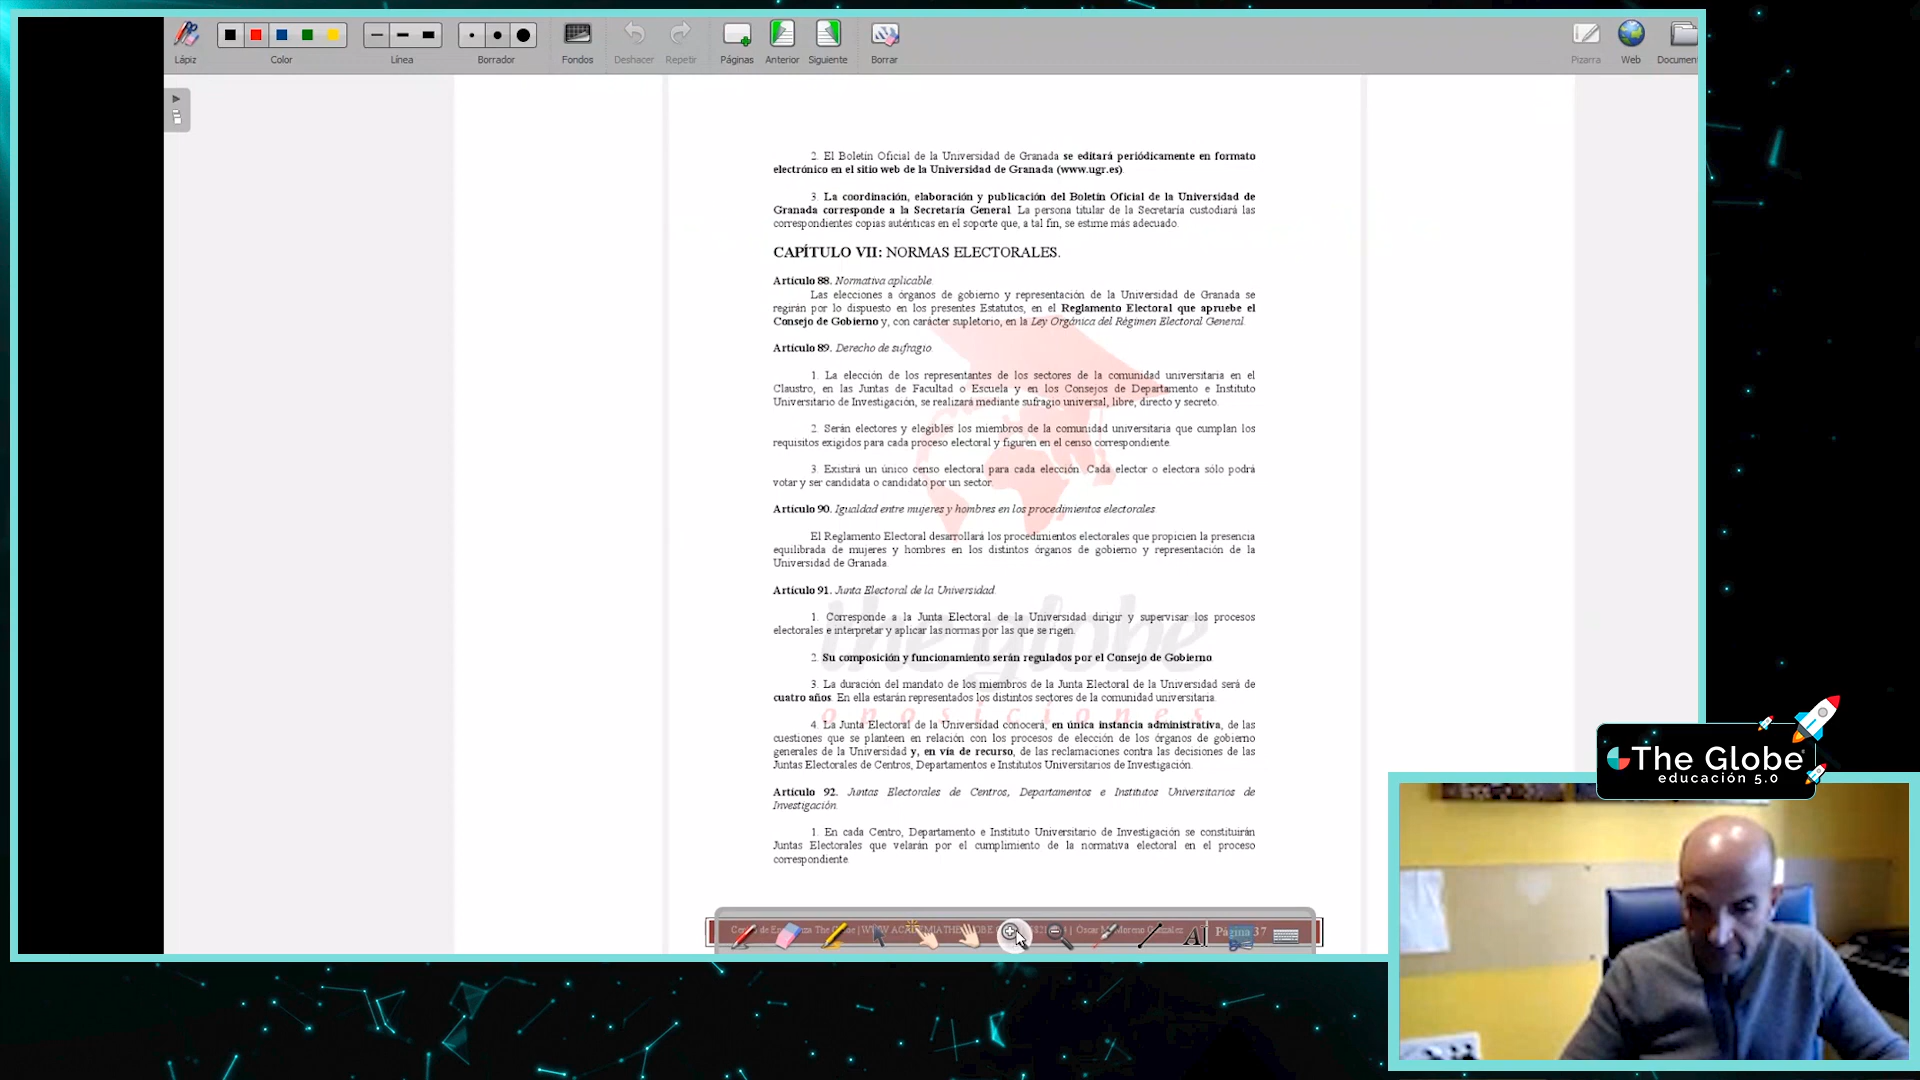 Lápiz
Color
Línea
Borrador
Fondos
Deshacer
Repetir
Páginas
Anterior
Siguiente
Borrar
Pizarra
Web
Documen
2. El Boletín Oficial de la Universidad de Granada se editará periódicamente en formato
electrónico en el sitio web de la Universidad de Granada (www.ugr.es).
3. La coordinación, elaboración y publicación del Boletín Oficial de la Universidad de
Granada corresponde a la Secretaría General. La persona titular de la Secretaría custodiará las
correspondientes copias auténticas en el soporte que, a tal fin, se estime más adecuado.
CAPÍTULO VII: NORMAS ELECTORALES.
Artículo 88. Normativa aplicable.
Las elecciones a órganos de gobierno y representación de la Universidad de Granada se
regirán por lo dispuesto en los presentes Estatutos, en el Reglamento Electoral que apruebe el
Consejo de Gobierno y, con carácter supletorio, en la Ley Orgánica del Régimen Electoral General.
Artículo 89. Derecho de sufragio.
1. La elección de los representantes de los sectores de la comunidad universitaria en el
Claustro, en las Juntas de Facultad o Escuela y en los Consejos de Departamento e Instituto
Universitario de Investigación, se realizará mediante sufragio universal, libre, directo y secreto.
2. Serán electores y elegibles los miembros de la comunidad universitaria que cumplan los
requisitos exigidos para cada proceso electoral y figuren en el censo correspondiente.
3. Existirá un único censo electoral para cada elección. Cada elector o electora sólo podrá
votar y ser candidata o candidato por un sector.
Artículo 90. Igualdad entre mujeres y hombres en los procedimientos electorales.
El Reglamento Electoral desarrollará los procedimientos electorales que propicien la presencia
equilibrada de mujeres y hombres en los distintos órganos de gobierno y representación de la
Universidad de Granada.
Artículo 91. Junta Electoral de la Universidad.
1. Corresponde a la Junta Electoral de la Universidad dirigir y supervisar los procesos
electorales e interpretar y aplicar las normas por las que se rigen.
2. Su composición y funcionamiento serán regulados por el Consejo de Gobierno.
3. La duración del mandato de los miembros de la Junta Electoral de la Universidad será de
cuatro años. En ella estarán representados los distintos sectores de la comunidad universitaria.
4. La Junta Electoral de la Universidad conocerá, en única instancia administrativa, de las
cuestiones que se planteen en relación con los procesos de elección de los órganos de gobierno
generales de la Universidad y, en vía de recurso, de las reclamaciones contra las decisiones de las
Juntas Electorales de Centros, Departamentos e Institutos Universitarios de Investigación.
Artículo 92. Juntas Electorales de Centros, Departamentos e Institutos Universitarios de
Investigación.
1. En cada Centro, Departamento e Instituto Universitario de Investigación se constituirán
Juntas Electorales que velarán por el cumplimiento de la normativa electoral en el proceso
correspondiente.
the globe
oposiciones
Página 37
The Globe
educación 5.0